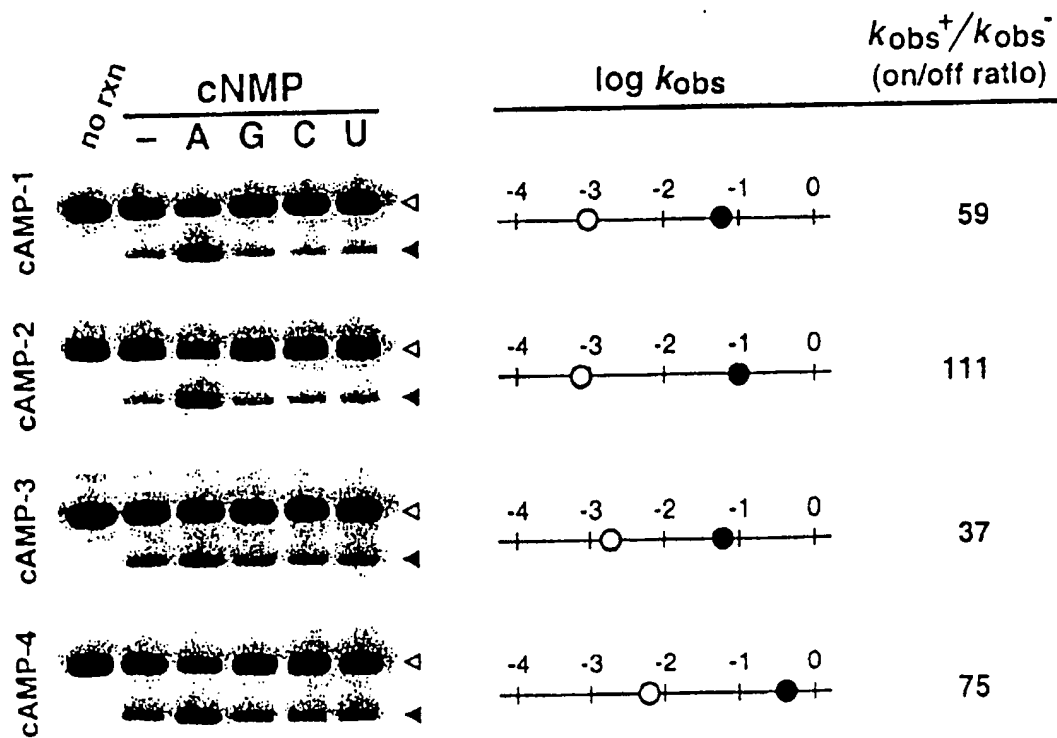 no rxn
cNMP
– A G C U
log kobs
kobs+/kobs-
(on/off ratio)
cAMP-1
-4 -3 -2 -1 0
59
cAMP-2
-4 -3 -2 -1 0
111
cAMP-3
-4 -3 -2 -1 0
37
cAMP-4
-4 -3 -2 -1 0
75